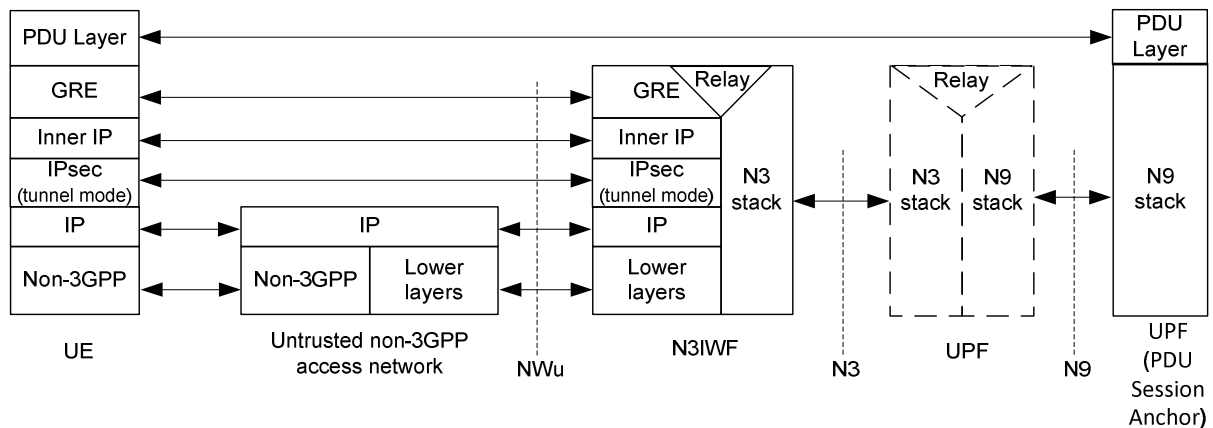 PDU Layer
GRE
Inner IP
IPsec
(tunnel mode)
IP
Non-3GPP
UE
IP
Non-3GPP
Lower
layers
Untrusted non-3GPP
access network
NWu
GRE
Relay
Inner IP
IPsec
(tunnel mode)
IP
Lower
layers
N3
stack
N3IWF
N3
Relay
N3
stack
N9
stack
UPF
N9
PDU
Layer
N9
stack
UPF
(PDU
Session
Anchor)